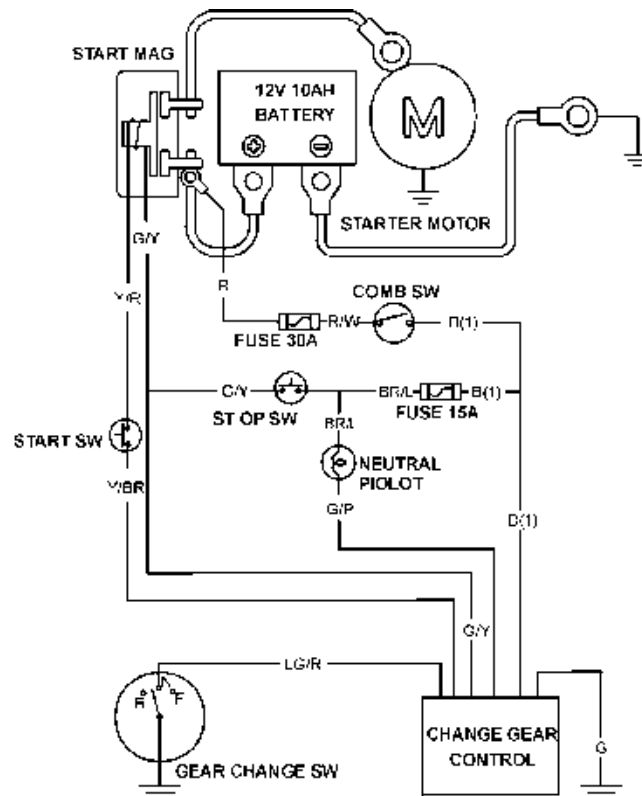 START MAG
12V 10AH
BATTERY
M
STARTER MOTOR
G/Y
Y/R
R
COMB SW
R/W
B(1)
FUSE 30A
G/Y
BR/L
B(1)
ST OP SW
FUSE 15A
BR/L
START SW
NEUTRAL
PIOLOT
Y/BR
G/P
B(1)
G/Y
LG/R
R
F
CHANGE GEAR
CONTROL
G
GEAR CHANGE SW